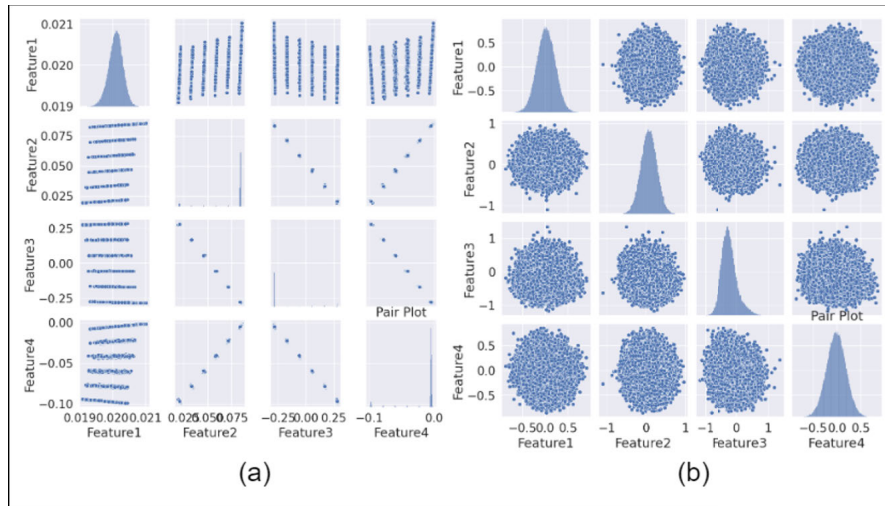 0.021
0.020
0.019
Feature1
0.075
0.050
0.025
Feature2
0.25
0.00
−0.25
Feature3
Pair Plot
0.00
−0.05
−0.10
Feature4
0.019 0.020 0.021
0.025 0.050 0.075
−0.25 0.00 0.25
−0.1 0.0
Feature1 Feature2 Feature3 Feature4
(a)
0.5
0.0
−0.5
Feature1
1
0
−1
Feature2
1
0
−1
Feature3
Pair Plot
0.5
0.0
−0.5
Feature4
−0.5 0.0 0.5
−1 0 1
−1 0 1
−0.5 0.0 0.5
Feature1 Feature2 Feature3 Feature4
(b)